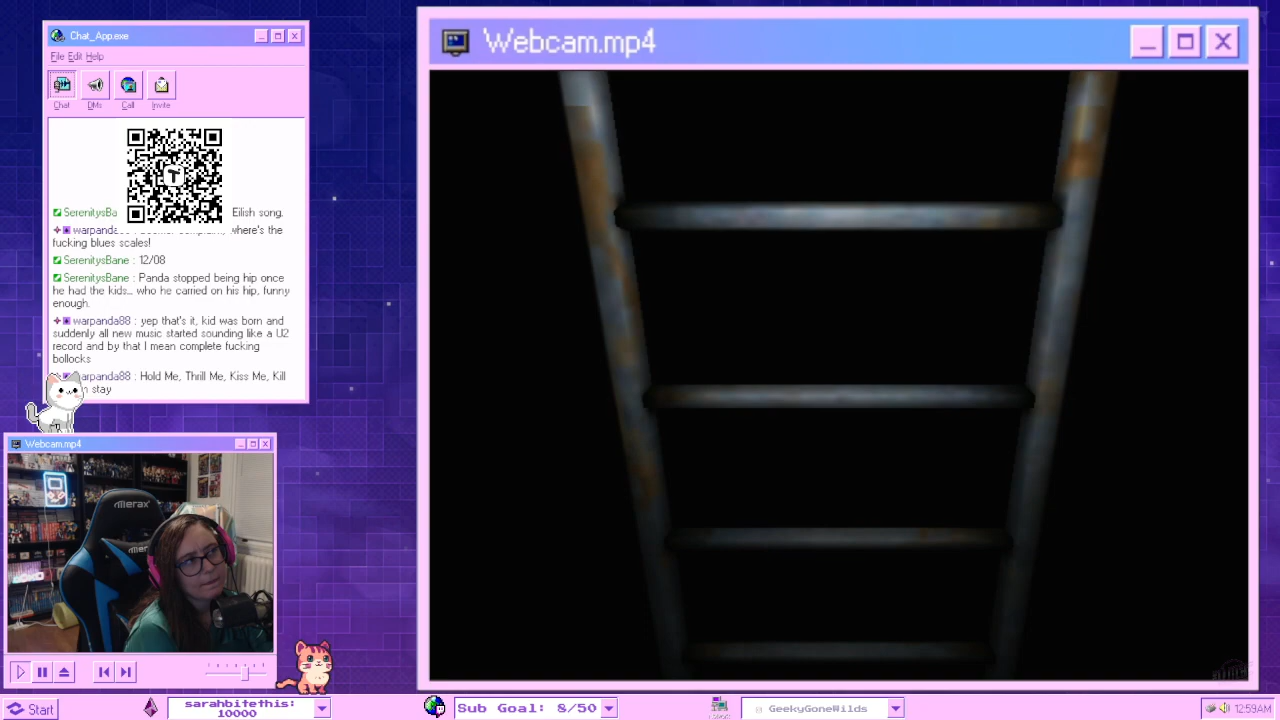 Chat_App.exe
File Edit Help
Chat DMs Call Invite
T
SerenitysBa Eilish song.
warpanda where's the
fucking blues scales!
SerenitysBane : 12/08
SerenitysBane : Panda stopped being hip once
he had the kids... who he carried on his hip, funny
enough.
warpanda88 : yep that's it, kid was born and
suddenly all new music started sounding like a U2
record and by that I mean complete fucking
bollocks
arpanda88 : Hold Me, Thrill Me, Kiss Me, Kill
n stay
Webcam.mp4
Webcam.mp4
merax
Start
sarahbitethis:
10000
Sub Goal: 8/50
GeekyGoneWilds
12:59AM